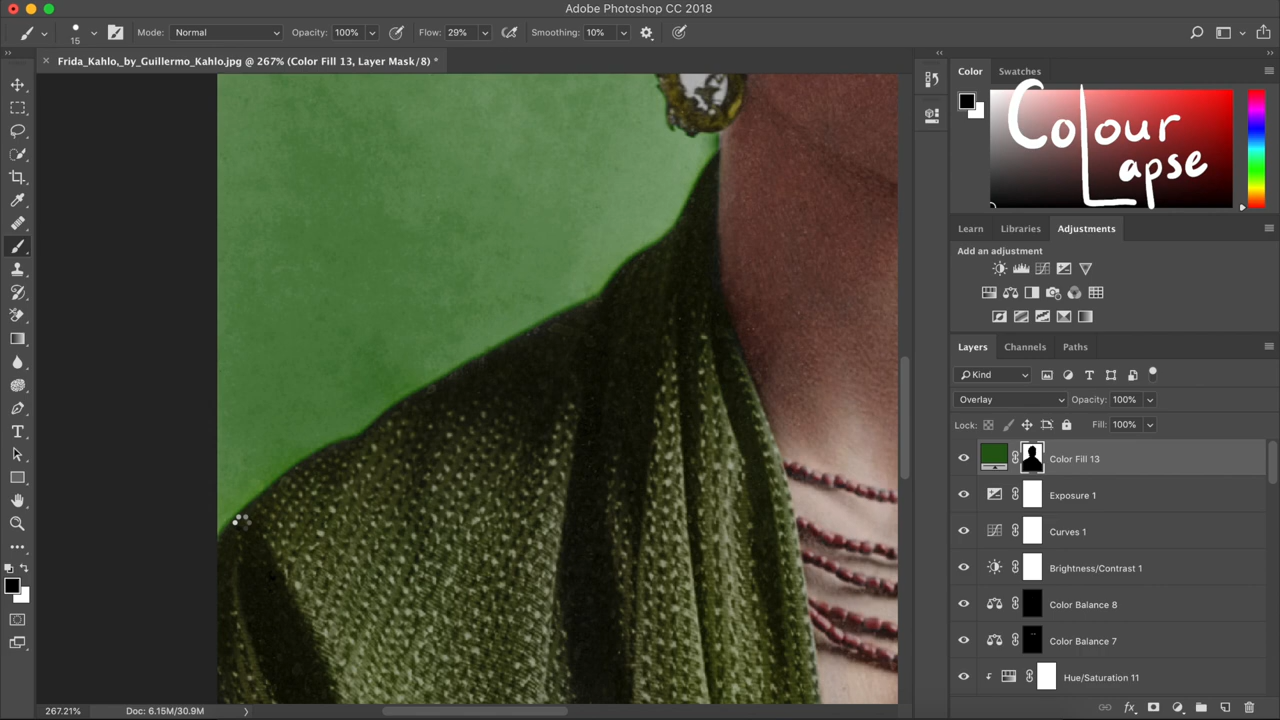 Adobe Photoshop CC 2018
15
Mode: Normal
Opacity: 100%
Flow: 29%
Smoothing: 10%
Frida_Kahlo,_by_Guillermo_Kahlo.jpg @ 267% (Color Fill 13, Layer Mask/8) *
Color Swatches
Colour
Lapse
Learn Libraries Adjustments
Add an adjustment
Layers Channels Paths
Kind
Overlay Opacity: 100%
Lock: Fill: 100%
Color Fill 13
Exposure 1
Curves 1
Brightness/Contrast 1
Color Balance 8
Color Balance 7
Hue/Saturation 11
267.21% Doc: 6.15M/30.9M